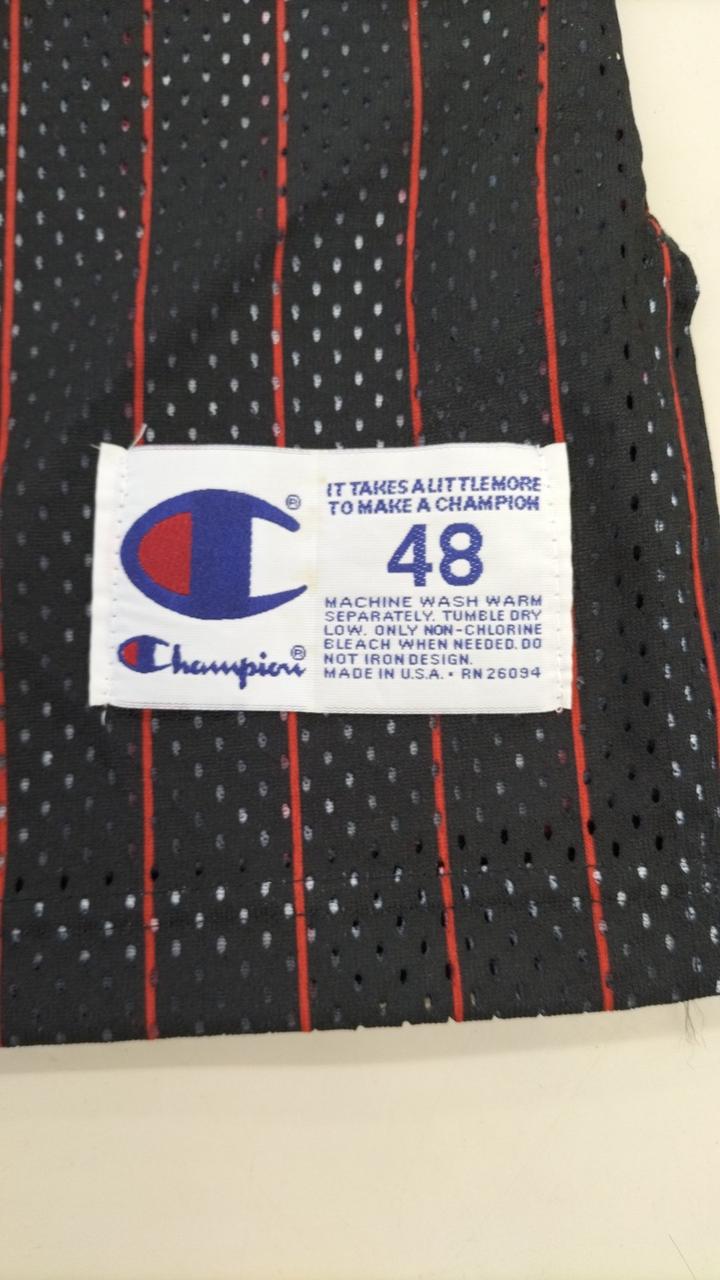 ®
IT TAKES A LITTLE MORE
TO MAKE A CHAMPION
48
MACHINE WASH WARM
SEPARATELY. TUMBLE DRY
LOW. ONLY NON-CHLORINE
BLEACH WHEN NEEDED. DO
NOT IRON DESIGN.
MADE IN U.S.A. • RN 26094
Champion®